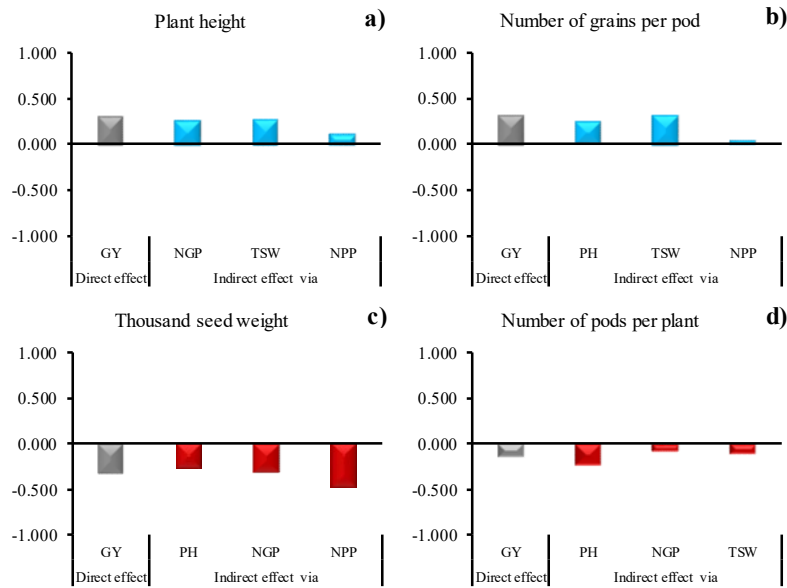 Plant height
a)
1.000
0.500
0.000
-0.500
-1.000
GY NGP TSW NPP
Direct effect Indirect effect via
Number of grains per pod
b)
1.000
0.500
0.000
-0.500
-1.000
GY PH TSW NPP
Direct effect Indirect effect via
Thousand seed weight
c)
1.000
0.500
0.000
-0.500
-1.000
GY PH NGP NPP
Direct effect Indirect effect via
Number of pods per plant
d)
1.000
0.500
0.000
-0.500
-1.000
GY PH NGP TSW
Direct effect Indirect effect via